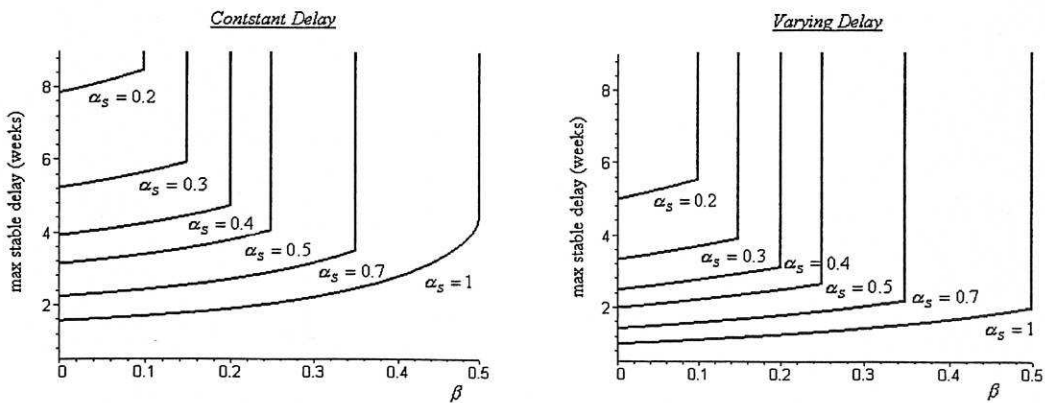 Contstant Delay
max stable delay (weeks)
8
6
4
2
0
0.1
0.2
0.3
0.4
0.5
β
α_s = 0.2
α_s = 0.3
α_s = 0.4
α_s = 0.5
α_s = 0.7
α_s = 1
Varying Delay
max stable delay (weeks)
8
6
4
2
0
0.1
0.2
0.3
0.4
0.5
β
α_s = 0.2
α_s = 0.3
α_s = 0.4
α_s = 0.5
α_s = 0.7
α_s = 1